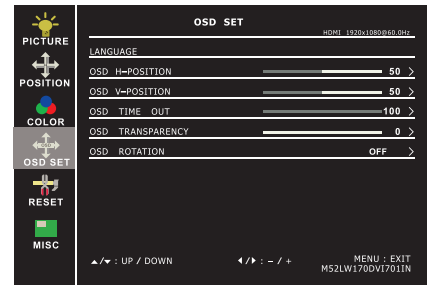 OSD SET
HDMI 1920x1080@60.0Hz
PICTURE
POSITION
COLOR
OSD SET
RESET
MISC
LANGUAGE
OSD H-POSITION 50 >
OSD V-POSITION 50 >
OSD TIME OUT 100 >
OSD TRANSPARENCY 0 >
OSD ROTATION OFF >
▲/▼ : UP / DOWN ◀/▶ : - / + MENU : EXIT
M52LW170DVI701IN